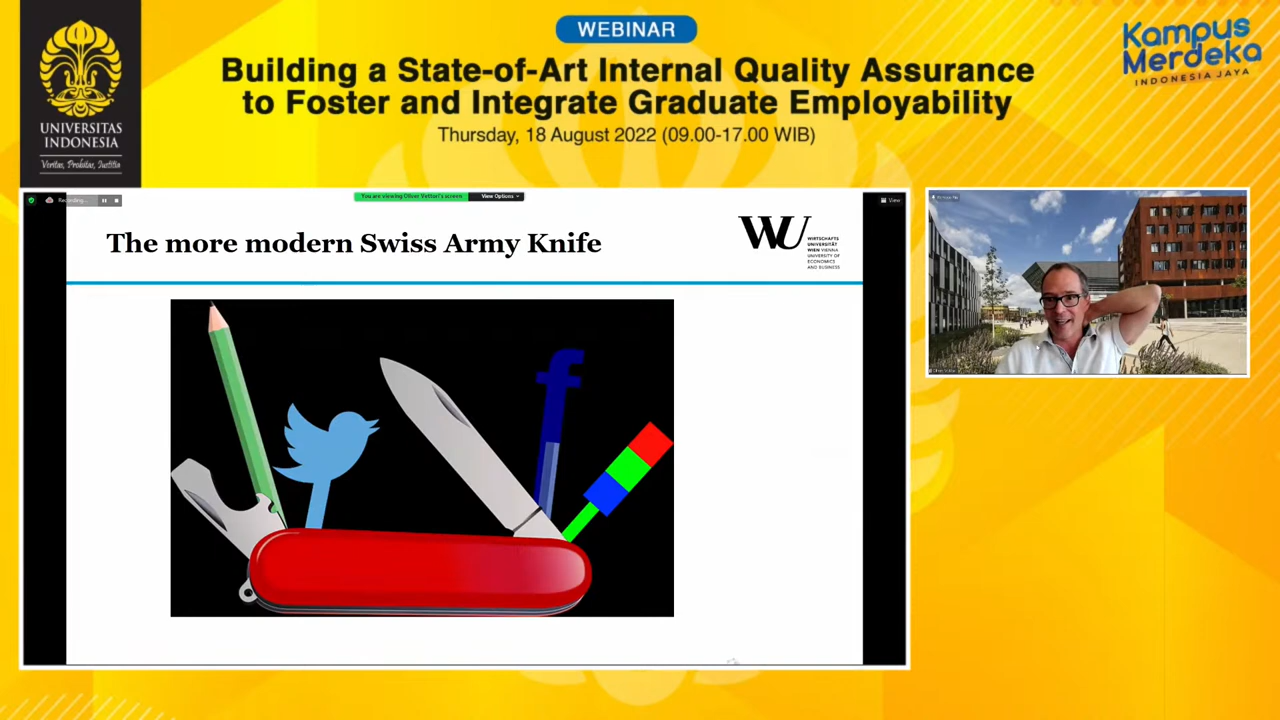 WEBINAR
Building a State-of-Art Internal Quality Assurance
to Foster and Integrate Graduate Employability
Thursday, 18 August 2022 (09.00-17.00 WIB)
UNIVERSITAS
INDONESIA
Veritas, Probitas, Justitia
Kampus
Merdeka
INDONESIA JAYA
Recording...
You are viewing Oliver Vettori's screen
View Options
View
The more modern Swiss Army Knife
WU
WIRTSCHAFTS
UNIVERSITÄT
WIEN VIENNA
UNIVERSITY OF
ECONOMICS
AND BUSINESS
f